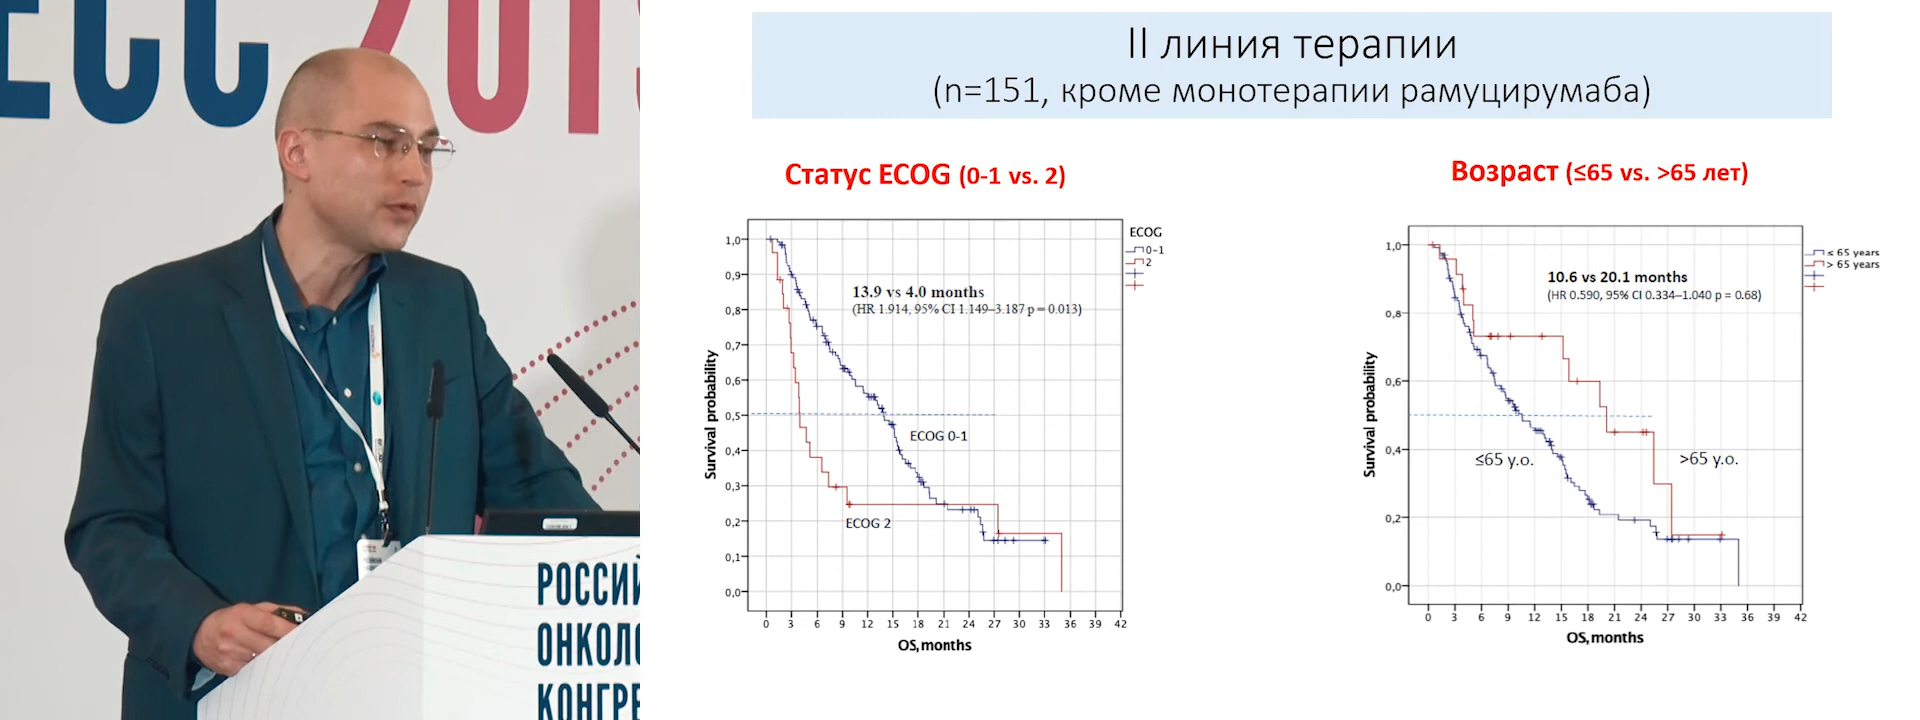 ECC 2019
РОССИЙ
ОНКОЛО
КОНГРЕ
II линия терапии
(n=151, кроме монотерапии рамуцирумаба)
Статус ECOG (0-1 vs. 2)
1,0
0,9
0,8
0,7
0,6
0,5
0,4
0,3
0,2
0,1
0,0
Survival probability
13.9 vs 4.0 months
(HR 1.914, 95% CI 1.149–3.187 p = 0.013)
ECOG 0-1
ECOG 2
ECOG
0-1
2
0 3 6 9 12 15 18 21 24 27 30 33 36 39 42
OS, months
Возраст (≤65 vs. >65 лет)
1,0
0,8
0,6
0,4
0,2
0,0
Survival probability
10.6 vs 20.1 months
(HR 0.590, 95% CI 0.334–1.040 p = 0.68)
≤65 y.o.
>65 y.o.
≤ 65 years
> 65 years
0 3 6 9 12 15 18 21 24 27 30 33 36 39 42
OS, months